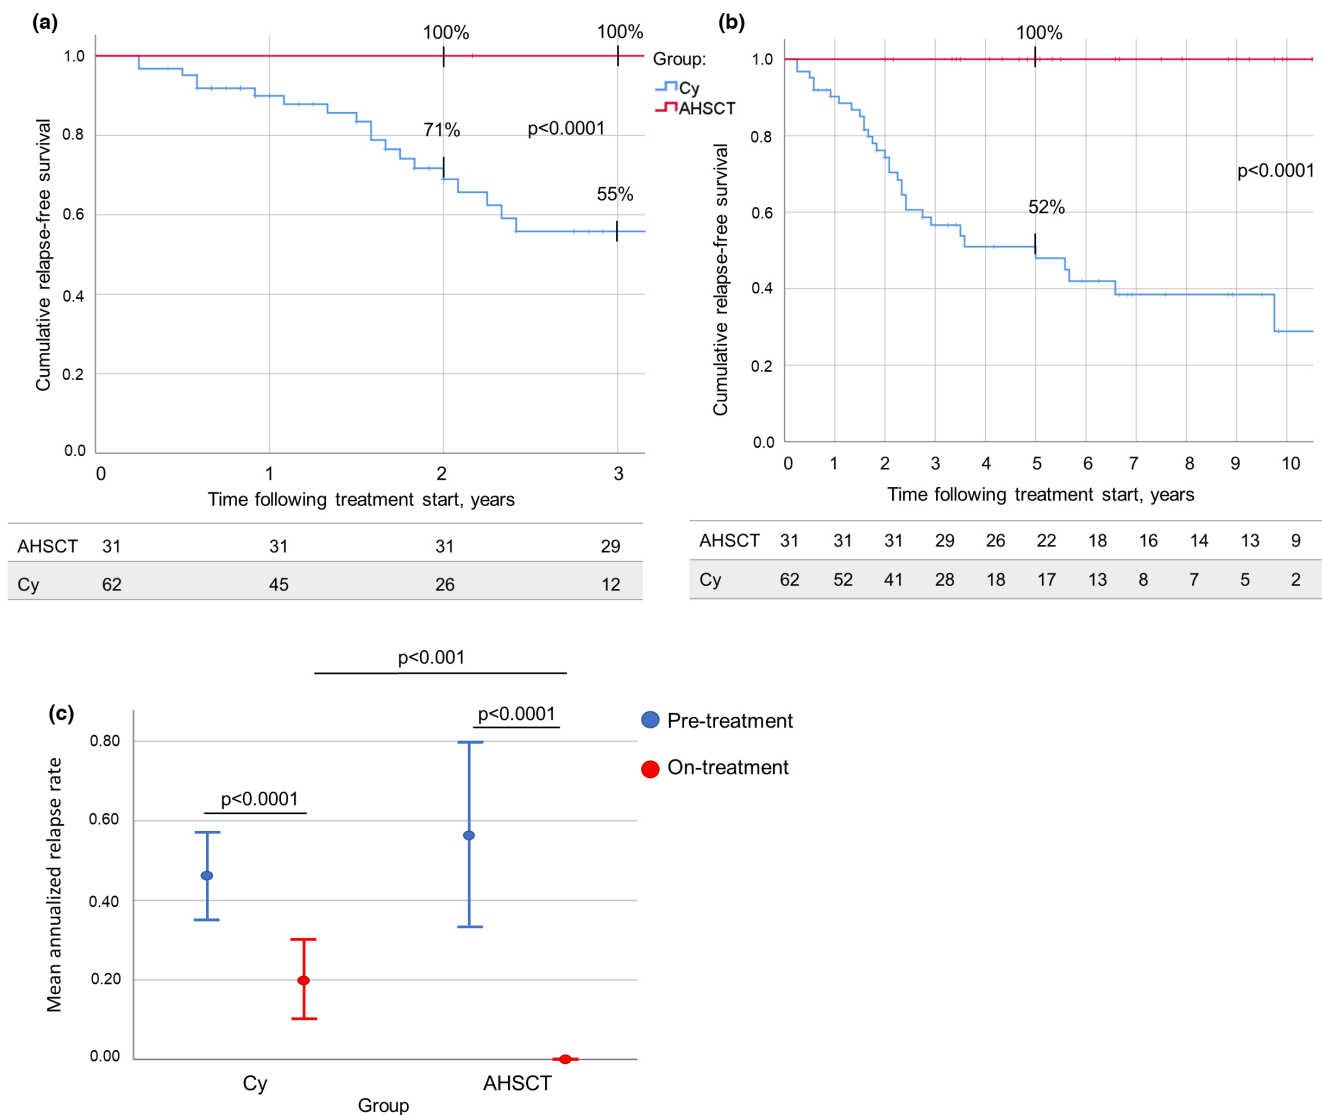 (a)
100%
100%
1.0
0.8
0.6
0.4
0.2
0.0
Cumulative relapse-free survival
71%
p<0.0001
55%
0 1 2 3
Time following treatment start, years
Group:
Cy
AHSCT
AHSCT 31 31 31 29
Cy 62 45 26 12
(b)
100%
1.0
0.8
0.6
0.4
0.2
0.0
Cumulative relapse-free survival
p<0.0001
52%
0 1 2 3 4 5 6 7 8 9 10
Time following treatment start, years
AHSCT 31 31 31 29 26 22 18 16 14 13 9
Cy 62 52 41 28 18 17 13 8 7 5 2
(c)
p<0.001
p<0.0001
p<0.0001
0.80
0.60
0.40
0.20
0.00
Mean annualized relapse rate
Cy AHSCT
Group
Pre-treatment
On-treatment